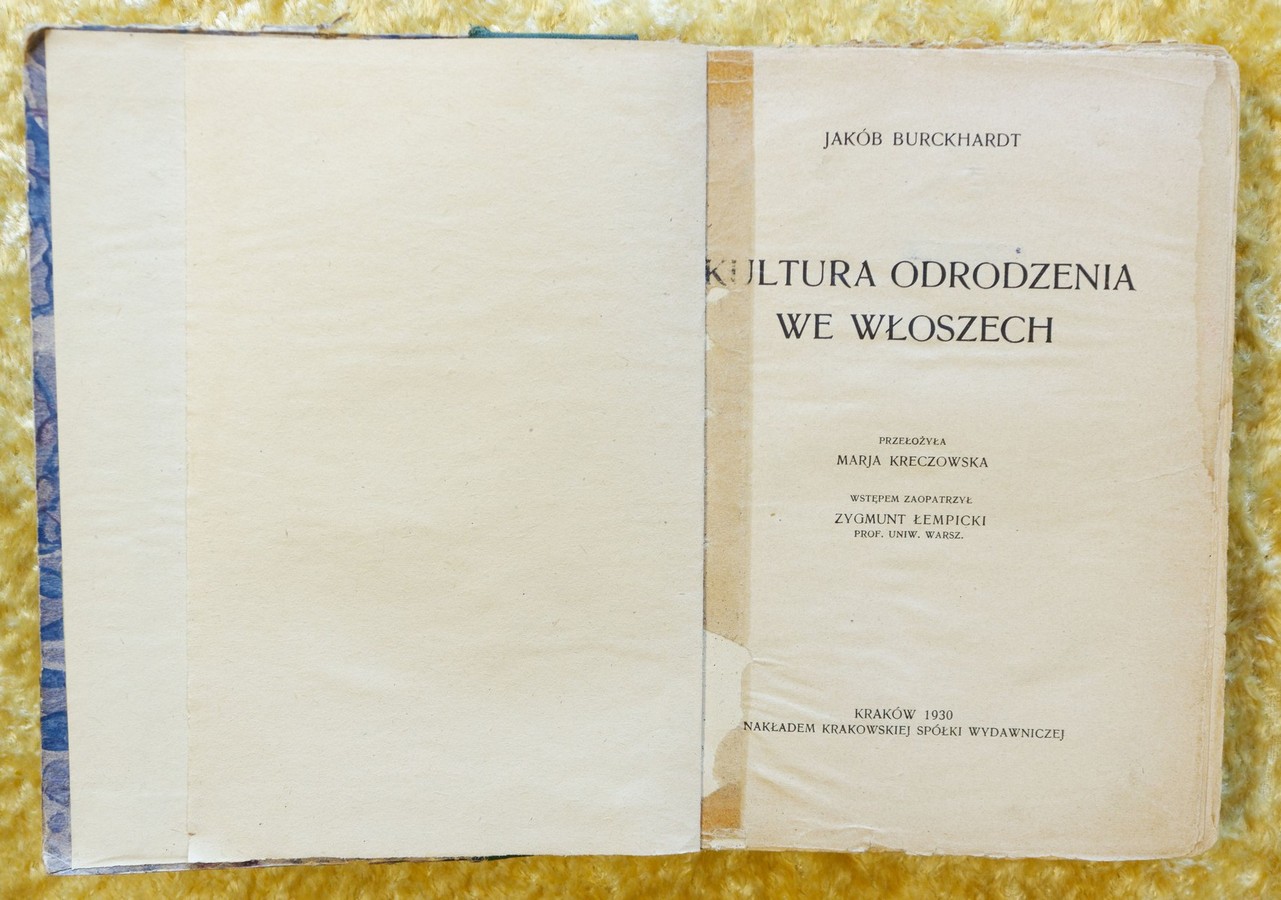 JAKÓB BURCKHARDT
KULTURA ODRODZENIA
WE WŁOSZECH
PRZEŁOŻYŁA
MARJA KRECZOWSKA
WSTĘPEM ZAOPATRZYŁ
ZYGMUNT ŁEMPICKI
PROF. UNIW. WARSZ.
KRAKÓW 1930
NAKŁADEM KRAKOWSKIEJ SPÓŁKI WYDAWNICZEJ